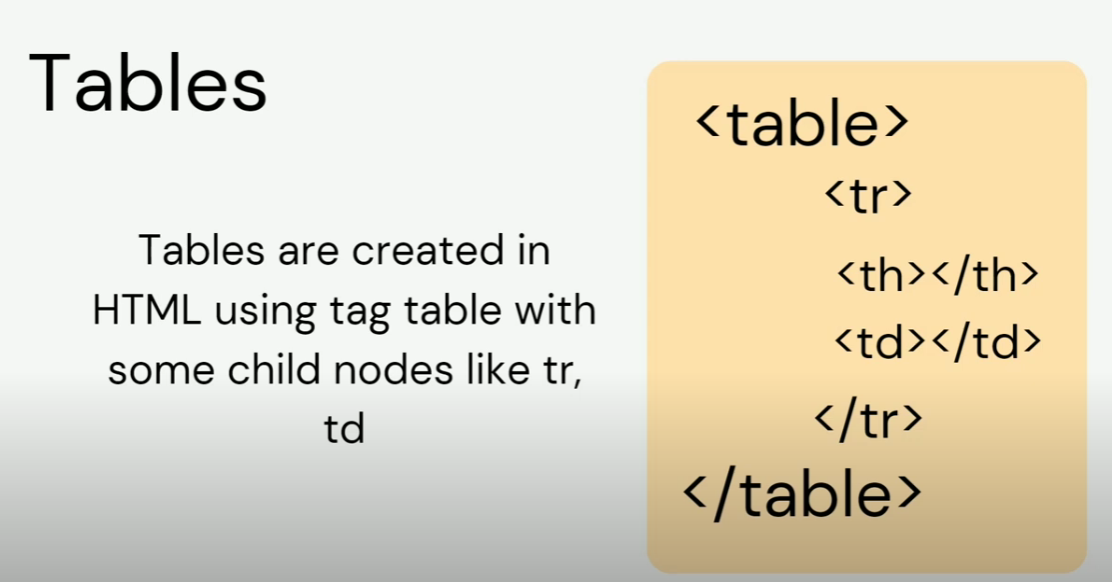 Tables
Tables are created in
HTML using tag table with
some child nodes like tr,
td
<table>
<tr>
<th></th>
<td></td>
</tr>
</table>